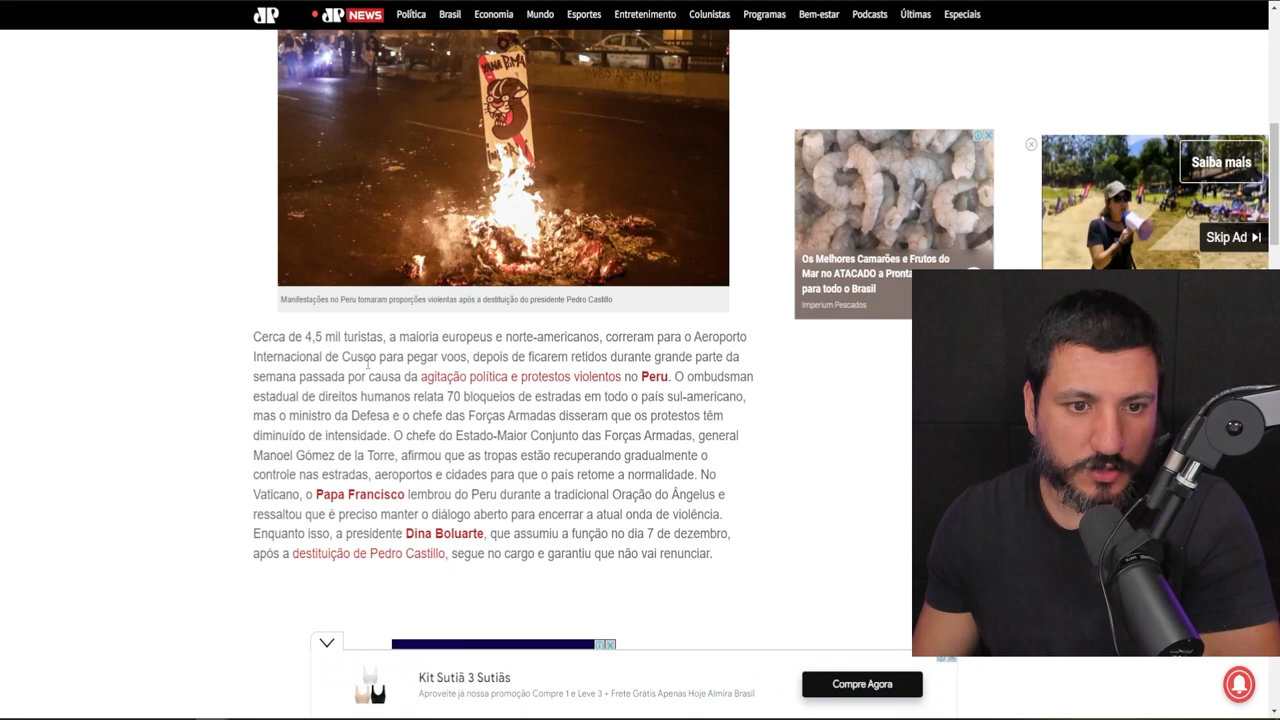 JP
JP NEWS
Política Brasil Economia Mundo Esportes Entretenimento Colunistas Programas Bem-estar Podcasts Últimas Especiais
Manifestações no Peru tomaram proporções violentas após a destituição do presidente Pedro Castillo
Cerca de 4,5 mil turistas, a maioria europeus e norte-americanos, correram para o Aeroporto
Internacional de Cusco para pegar voos, depois de ficarem retidos durante grande parte da
semana passada por causa da agitação política e protestos violentos no Peru. O ombudsman
estadual de direitos humanos relata 70 bloqueios de estradas em todo o país sul-americano,
mas o ministro da Defesa e o chefe das Forças Armadas disseram que os protestos têm
diminuído de intensidade. O chefe do Estado-Maior Conjunto das Forças Armadas, general
Manoel Gómez de la Torre, afirmou que as tropas estão recuperando gradualmente o
controle nas estradas, aeroportos e cidades para que o país retome a normalidade. No
Vaticano, o Papa Francisco lembrou do Peru durante a tradicional Oração do Ângelus e
ressaltou que é preciso manter o diálogo aberto para encerrar a atual onda de violência.
Enquanto isso, a presidente Dina Boluarte, que assumiu a função no dia 7 de dezembro,
após a destituição de Pedro Castillo, segue no cargo e garantiu que não vai renunciar.
Os Melhores Camarões e Frutos do
Mar no ATACADO a Pronta
para todo o Brasil
Imperium Pescados
Saiba mais
Skip Ad
Kit Sutiã 3 Sutiãs
Aproveite já nossa promoção Compre 1 e Leve 3 + Frete Grátis Apenas Hoje Almira Brasil
Compre Agora